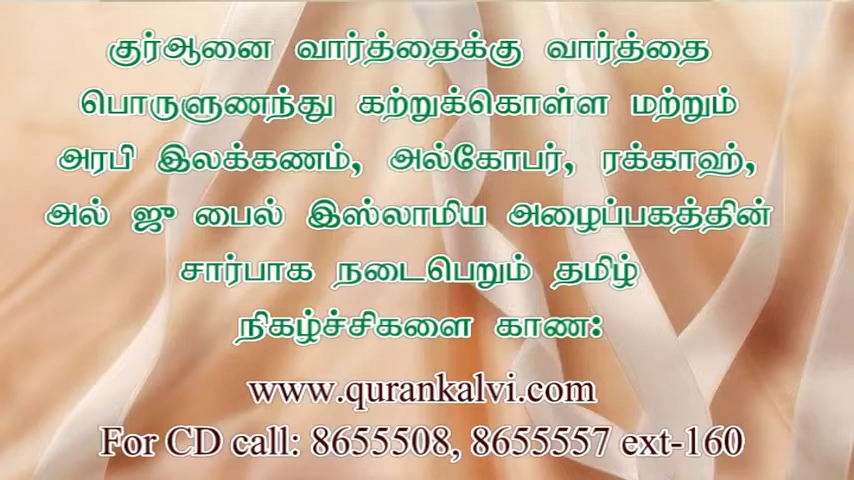 குர்ஆனை வார்த்தைக்கு வார்த்தை
பொருளுணந்து கற்றுக்கொள்ள மற்றும்
அரபி இலக்கணம், அல்கோபர், ரக்காஹ்,
அல் ஜு பைல் இஸ்லாமிய அழைப்பகத்தின்
சார்பாக நடைபெறும் தமிழ்
நிகழ்ச்சிகளை காண:
www.qurankalvi.com
For CD call: 8655508, 8655557 ext-160